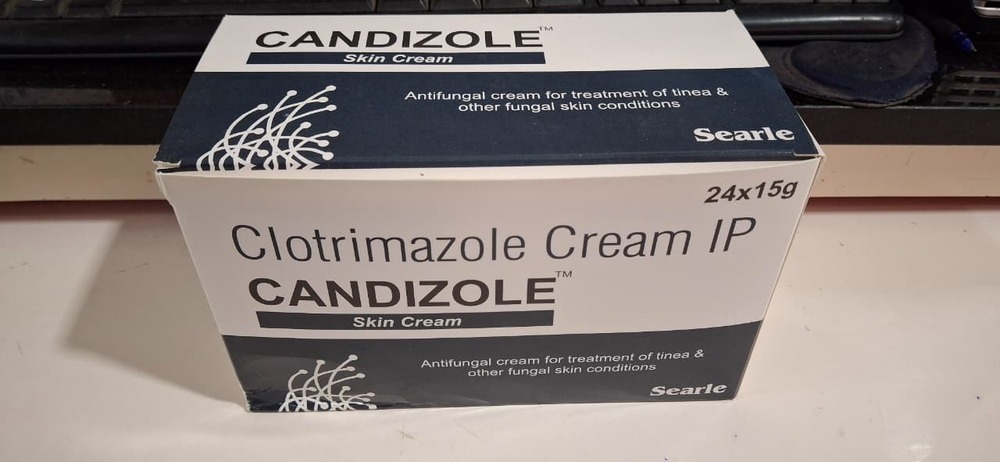 CANDIZOLE™
Skin Cream
Antifungal cream for treatment of tinea &
other fungal skin conditions
Searle
24x15g
Clotrimazole Cream IP
CANDIZOLE™
Skin Cream
Antifungal cream for treatment of tinea &
other fungal skin conditions
Searle